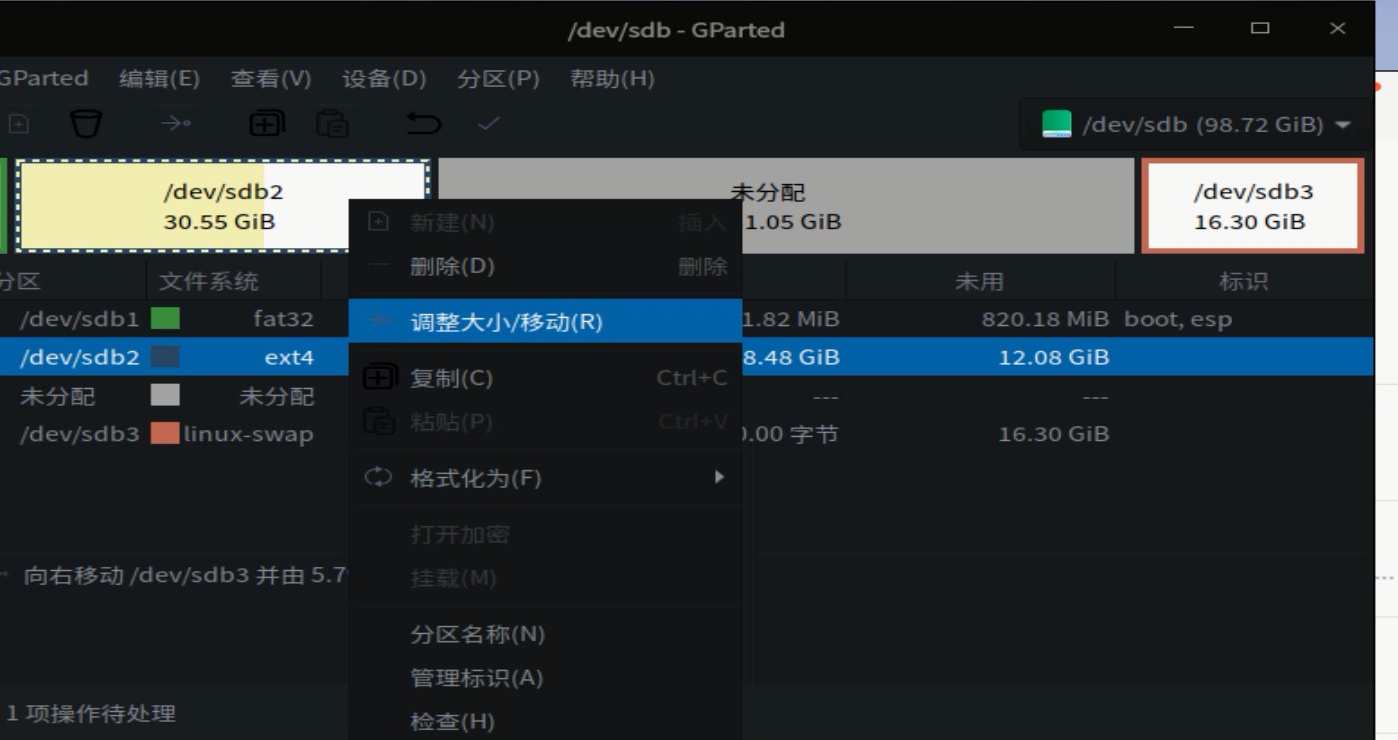 /dev/sdb - GParted
GParted 编辑(E) 查看(V) 设备(D) 分区(P) 帮助(H)
/dev/sdb (98.72 GiB)
/dev/sdb2
30.55 GiB
未分配
1.05 GiB
/dev/sdb3
16.30 GiB
分区 文件系统 未用 标识
/dev/sdb1 fat32 1.82 MiB 820.18 MiB boot, esp
/dev/sdb2 ext4 8.48 GiB 12.08 GiB
未分配 未分配 --- ---
/dev/sdb3 linux-swap 0.00 字节 16.30 GiB
新建(N) 插入
删除(D) 删除
调整大小/移动(R)
复制(C) Ctrl+C
粘贴(P) Ctrl+V
格式化为(F)
打开加密
挂载(M)
分区名称(N)
管理标识(A)
检查(H)
向右移动 /dev/sdb3 并由 5.7
1 项操作待处理